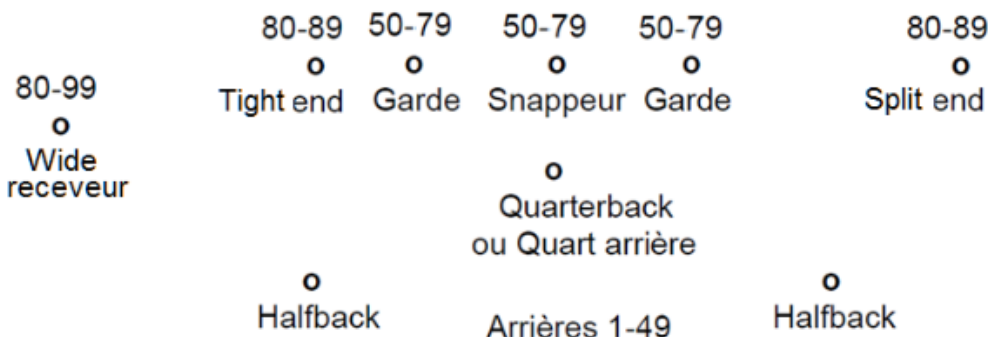 80-89 50-79 50-79 50-79 80-89
o o o o o
Tight end Garde Snappeur Garde Split end
80-99
o
Wide
receveur
o
Quarterback
ou Quart arrière
o o
Halfback Halfback
Arrières 1-49